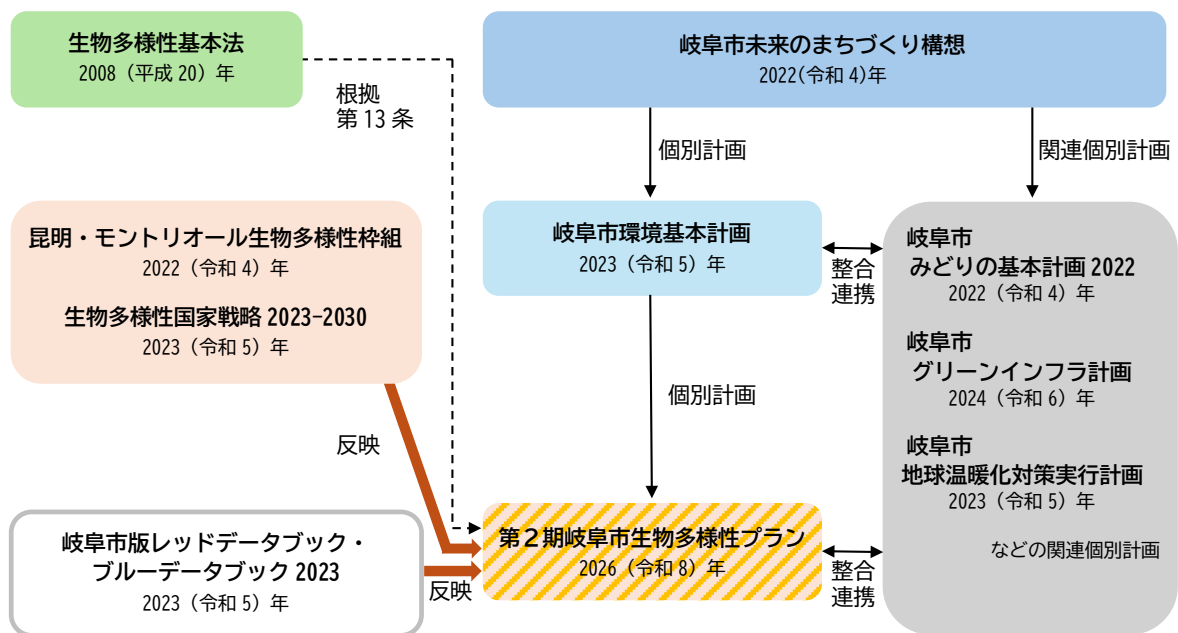 生物多様性基本法
2008（平成 20）年
根拠
第 13 条
岐阜市未来のまちづくり構想
2022(令和 4)年
個別計画
関連個別計画
昆明・モントリオール生物多様性枠組
2022（令和 4）年
生物多様性国家戦略 2023-2030
2023（令和 5）年
岐阜市環境基本計画
2023（令和 5）年
整合
連携
岐阜市
みどりの基本計画 2022
2022（令和 4）年
岐阜市
グリーンインフラ計画
2024（令和 6）年
岐阜市
地球温暖化対策実行計画
2023（令和 5）年
などの関連個別計画
個別計画
反映
岐阜市版レッドデータブック・
ブルーデータブック 2023
2023（令和 5）年
反映
第２期岐阜市生物多様性プラン
2026（令和 8）年
整合
連携